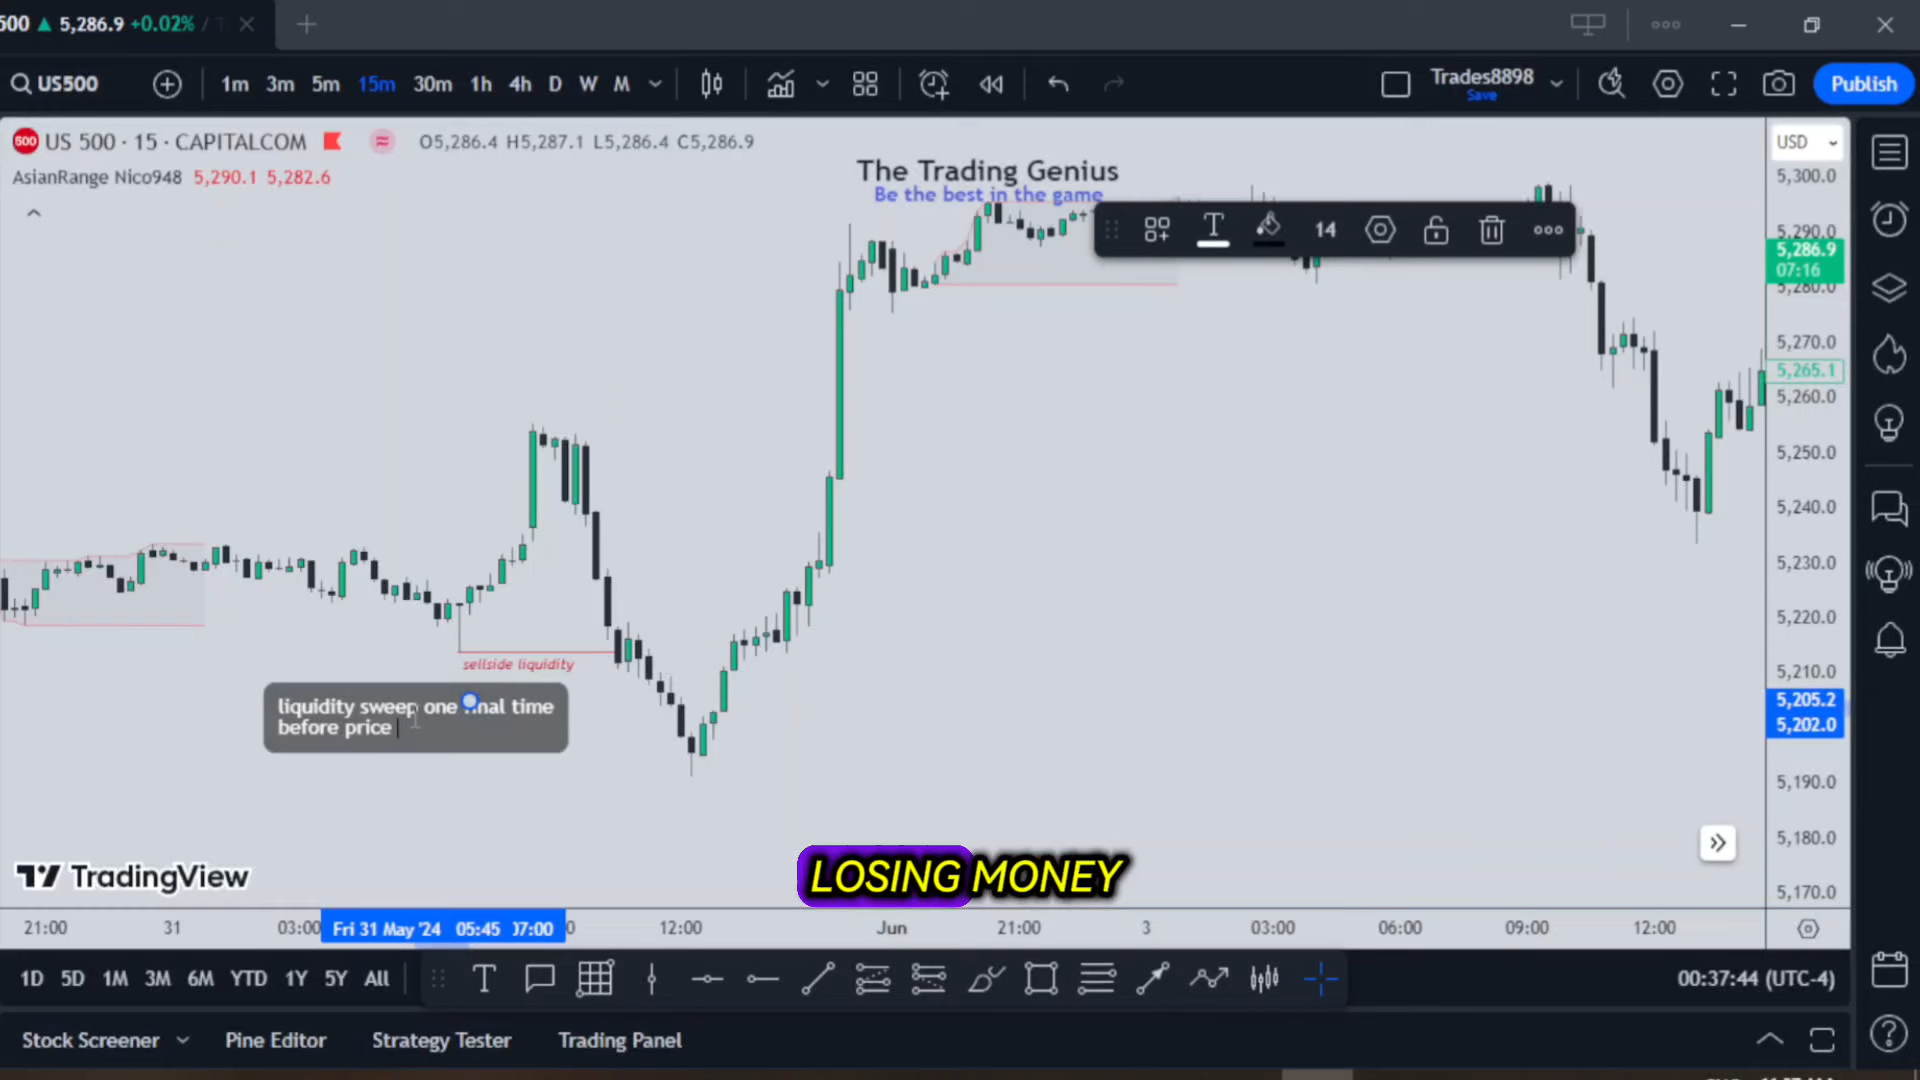 500 ▲ 5,286.9 +0.02% /
US500 1m 3m 5m 15m 30m 1h 4h D W M Trades8898 Publish
Save
500 US 500 · 15 · CAPITALCOM O5,286.4 H5,287.1 L5,286.4 C5,286.9
AsianRange Nico948 5,290.1 5,282.6
The Trading Genius
Be the best in the game
14
USD
5,300.0
5,290.0
5,286.9
07:16
5,280.0
5,270.0
5,265.1
5,260.0
5,250.0
5,240.0
5,230.0
5,220.0
5,210.0
5,205.2
5,202.0
5,190.0
5,180.0
5,170.0
sellside liquidity
liquidity sweep one final time
before price
LOSING MONEY
TradingView
21:00 31 03:00 Fri 31 May '24 05:45 07:00 0 12:00 Jun 21:00 3 03:00 06:00 09:00 12:00
1D 5D 1M 3M 6M YTD 1Y 5Y All 00:37:44 (UTC-4)
Stock Screener Pine Editor Strategy Tester Trading Panel